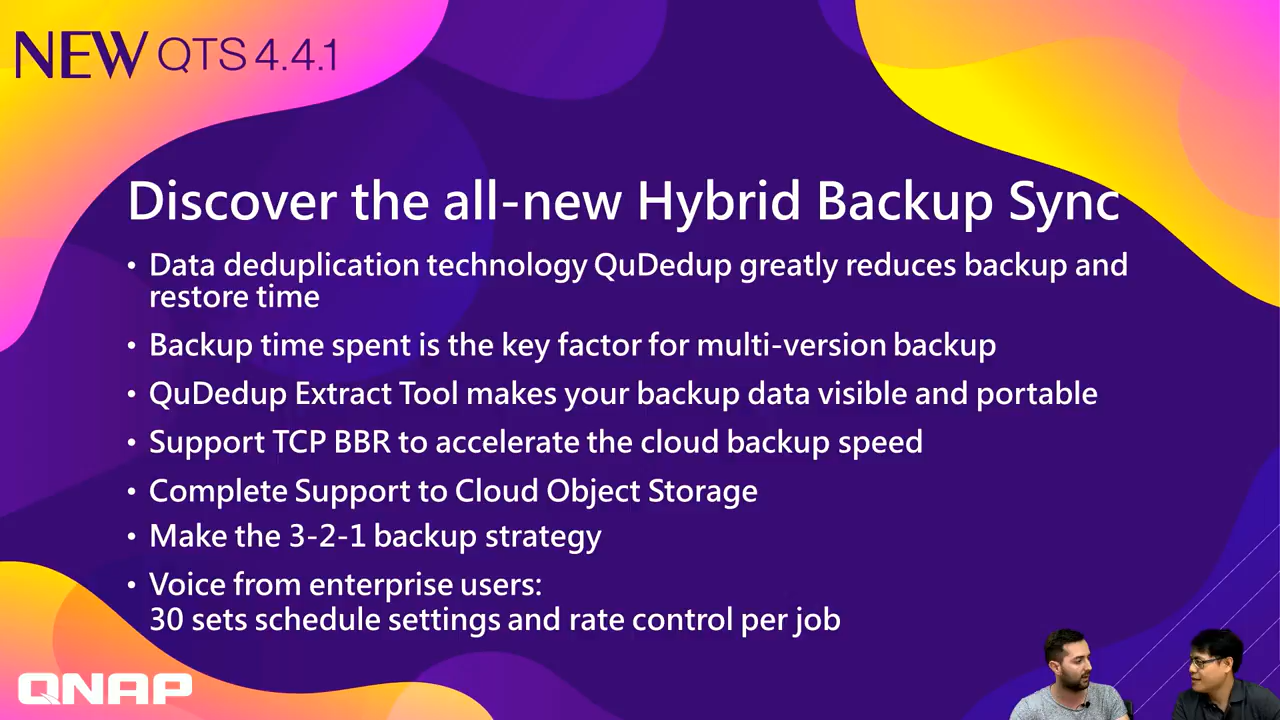 NEW QTS 4.4.1
Discover the all-new Hybrid Backup Sync
• Data deduplication technology QuDedup greatly reduces backup and
restore time
• Backup time spent is the key factor for multi-version backup
• QuDedup Extract Tool makes your backup data visible and portable
• Support TCP BBR to accelerate the cloud backup speed
• Complete Support to Cloud Object Storage
• Make the 3-2-1 backup strategy
• Voice from enterprise users:
30 sets schedule settings and rate control per job
QNAP